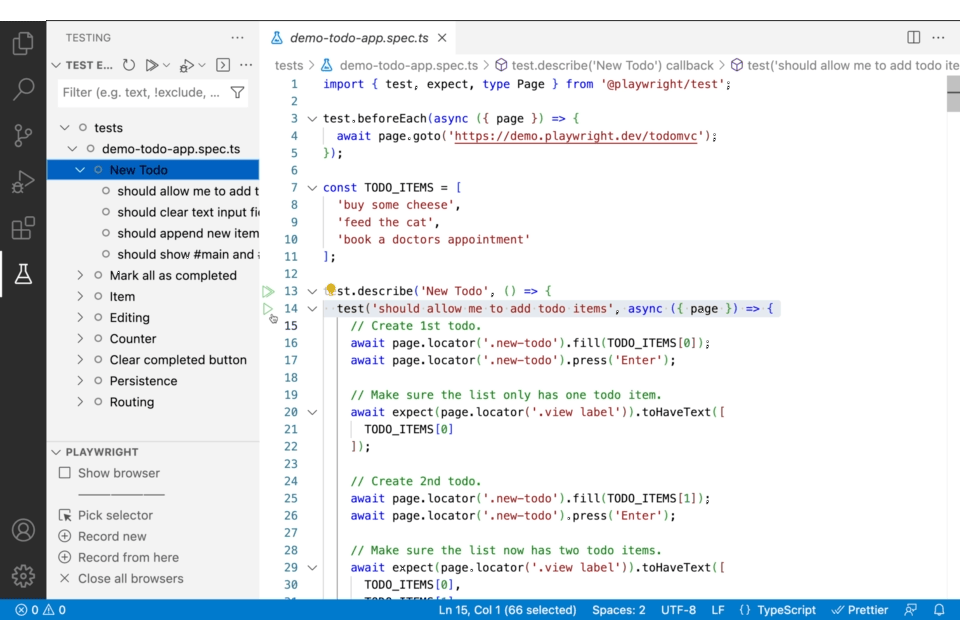 TESTING ···
TEST E... ···
Filter (e.g. text, !exclude, ...
tests
demo-todo-app.spec.ts
New Todo
should allow me to add t
should clear text input fi
should append new item
should show #main and
Mark all as completed
Item
Editing
Counter
Clear completed button
Persistence
Routing
PLAYWRIGHT
Show browser
Pick selector
Record new
Record from here
Close all browsers
demo-todo-app.spec.ts
tests > demo-todo-app.spec.ts > test.describe('New Todo') callback > test('should allow me to add todo ite
1 import { test, expect, type Page } from '@playwright/test';
2
3 test.beforeEach(async ({ page }) => {
4 await page.goto('https://demo.playwright.dev/todomvc');
5 });
6
7 const TODO_ITEMS = [
8 'buy some cheese',
9 'feed the cat',
10 'book a doctors appointment'
11 ];
12
13 st.describe('New Todo', () => {
14 test('should allow me to add todo items', async ({ page }) => {
15 // Create 1st todo.
16 await page.locator('.new-todo').fill(TODO_ITEMS[0]);
17 await page.locator('.new-todo').press('Enter');
18
19 // Make sure the list only has one todo item.
20 await expect(page.locator('.view label')).toHaveText([
21 TODO_ITEMS[0]
22 ]);
23
24 // Create 2nd todo.
25 await page.locator('.new-todo').fill(TODO_ITEMS[1]);
26 await page.locator('.new-todo').press('Enter');
27
28 // Make sure the list now has two todo items.
29 await expect(page.locator('.view label')).toHaveText([
30 TODO_ITEMS[0],
0 0 Ln 15, Col 1 (66 selected) Spaces: 2 UTF-8 LF {} TypeScript Prettier